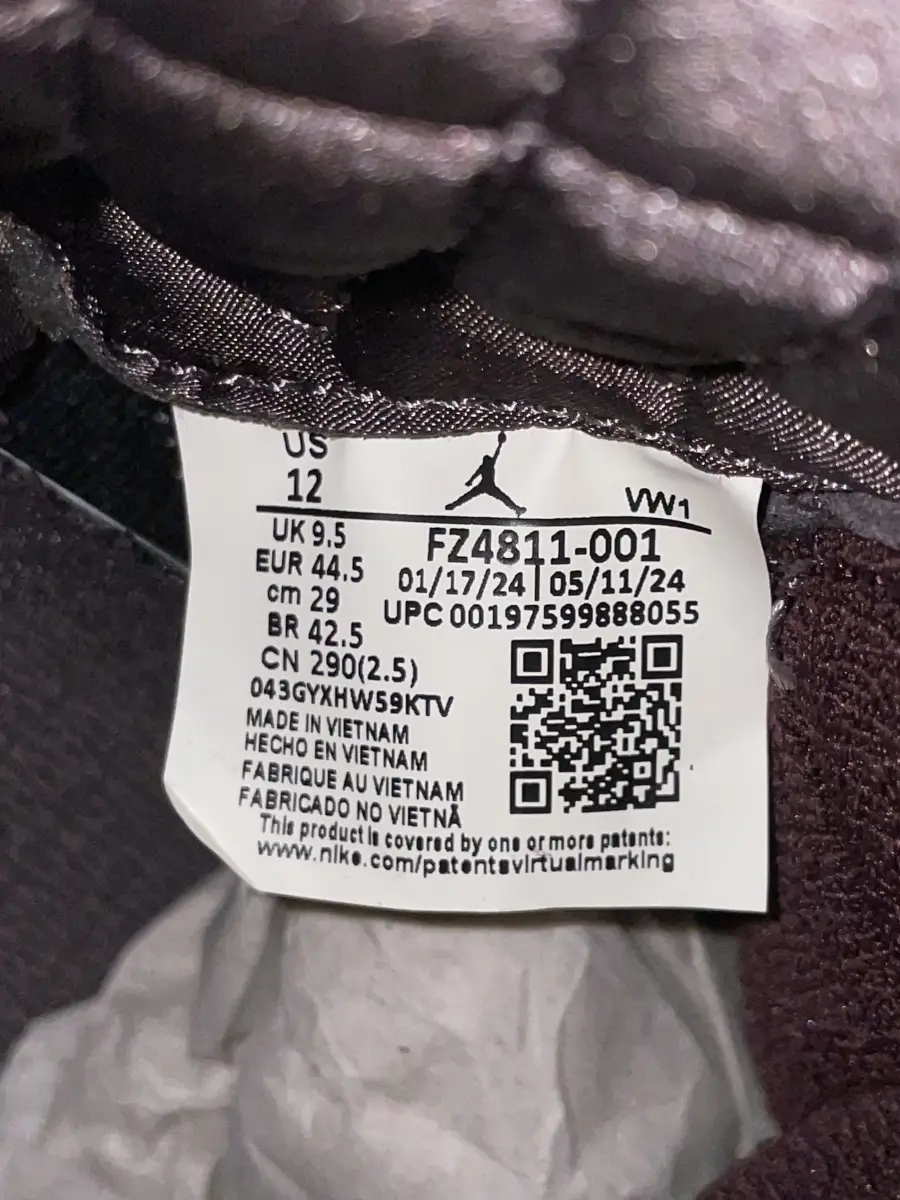 US
12
VW1
UK 9.5
FZ4811-001
EUR 44.5
01/17/24 | 05/11/24
cm 29
UPC 00197599888055
BR 42.5
CN 290(2.5)
043GYXHW59KTV
MADE IN VIETNAM
HECHO EN VIETNAM
FABRIQUE AU VIETNAM
FABRICADO NO VIETNÃ
This product is covered by one or more patents:
www.nike.com/patentsvirtualmarking